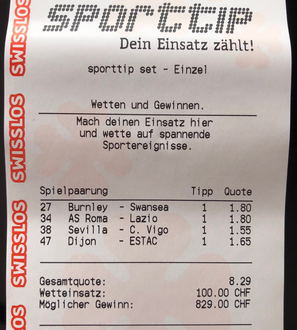 sporttip
Dein Einsatz zählt!
sporttip set - Einzel
Wetten und Gewinnen.
Mach deinen Einsatz hier
und wette auf spannende
Sportereignisse.
Spielpaarung Tipp Quote
27 Burnley - Swansea 1 1.80
34 AS Roma - Lazio 1 1.80
38 Sevilla - C. Vigo 1 1.55
47 Dijon - ESTAC 1 1.65
Gesamtquote: 8.29
Wetteinsatz: 100.00 CHF
Möglicher Gewinn: 829.00 CHF
SWISSLOS
SWISSLOS
SWISSLOS
SWISSLOS